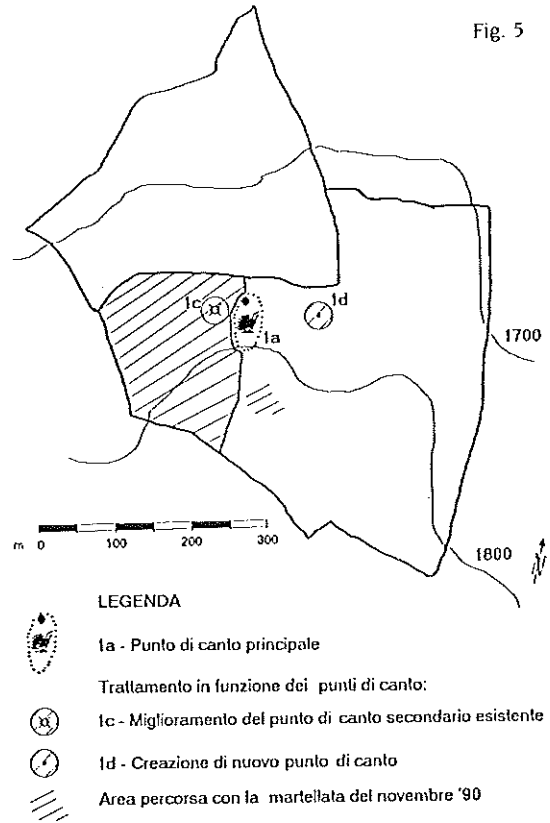 Fig. 5
1c
1d
1a
1700
m 0 100 200 300
1800
N
LEGENDA
1a - Punto di canto principale
Trattamento in funzione dei punti di canto:
1c - Miglioramento del punto di canto secondario esistente
1d - Creazione di nuovo punto di canto
Area percorsa con la martellata del novembre '90